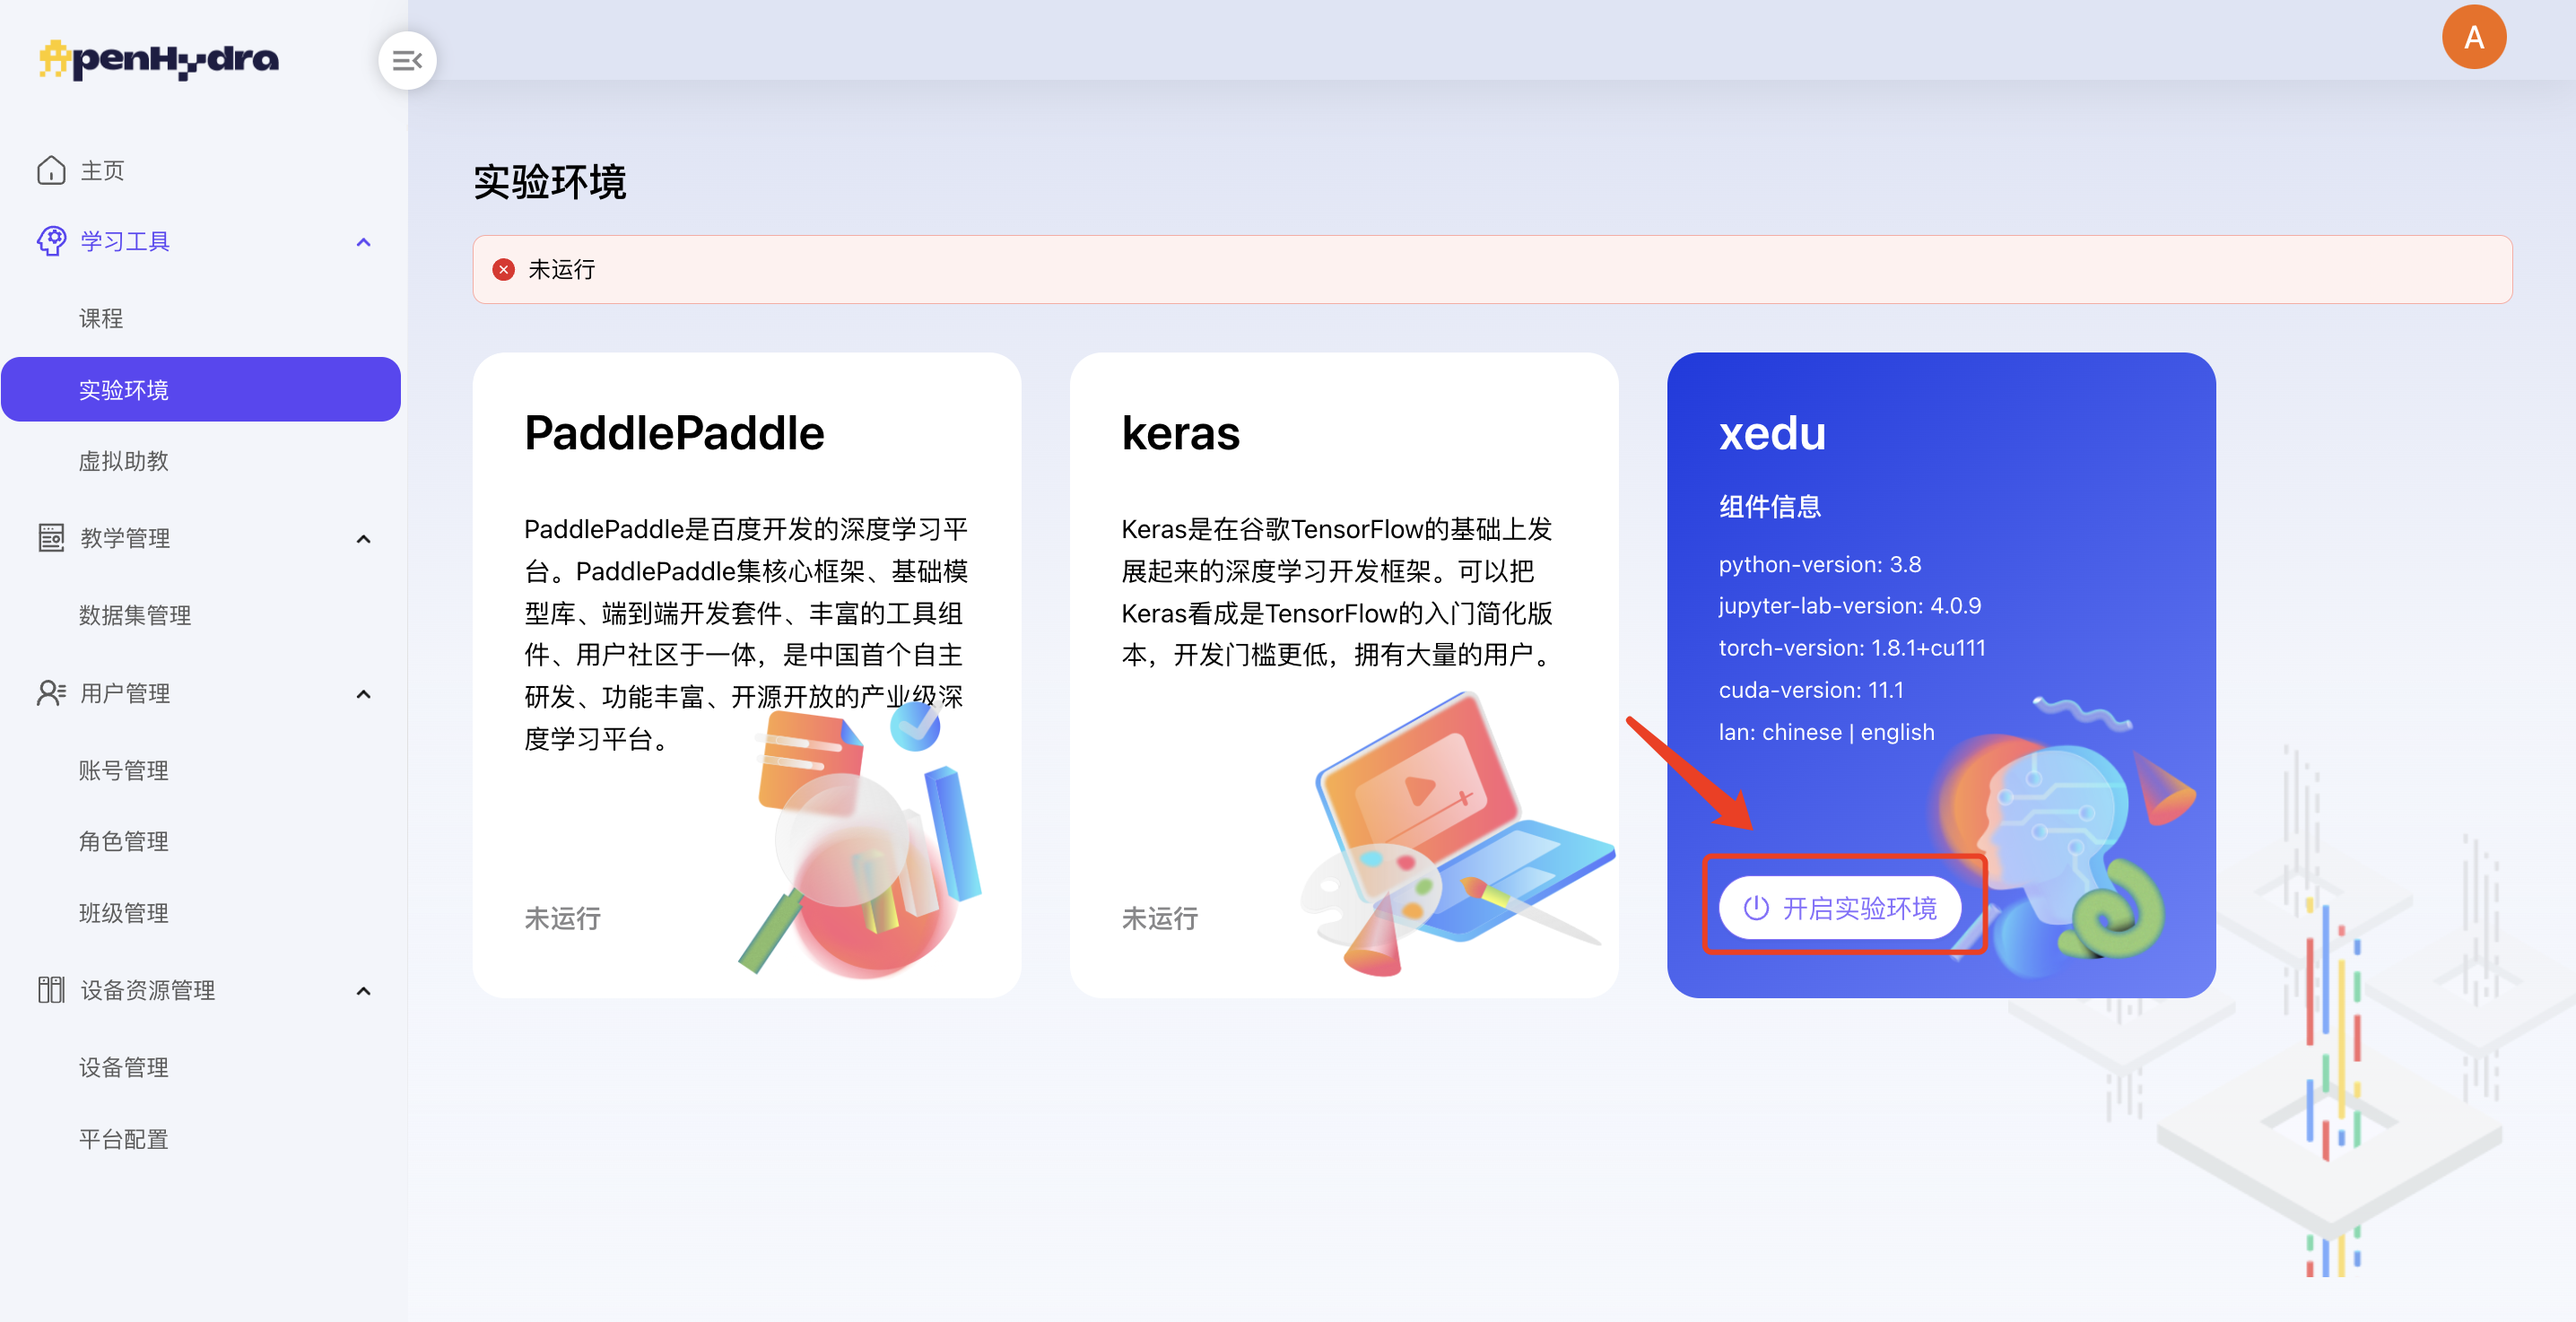 OpenHydra
A
主页
学习工具
课程
实验环境
虚拟助教
教学管理
数据集管理
用户管理
账号管理
角色管理
班级管理
设备资源管理
设备管理
平台配置
实验环境
未运行
PaddlePaddle
PaddlePaddle是百度开发的深度学习平
台。PaddlePaddle集核心框架、基础模
型库、端到端开发套件、丰富的工具组
件、用户社区于一体，是中国首个自主
研发、功能丰富、开源开放的产业级深
度学习平台。
未运行
keras
Keras是在谷歌TensorFlow的基础上发
展起来的深度学习开发框架。可以把
Keras看成是TensorFlow的入门简化版
本，开发门槛更低，拥有大量的用户。
未运行
xedu
组件信息
python-version: 3.8
jupyter-lab-version: 4.0.9
torch-version: 1.8.1+cu111
cuda-version: 11.1
lan: chinese | english
开启实验环境